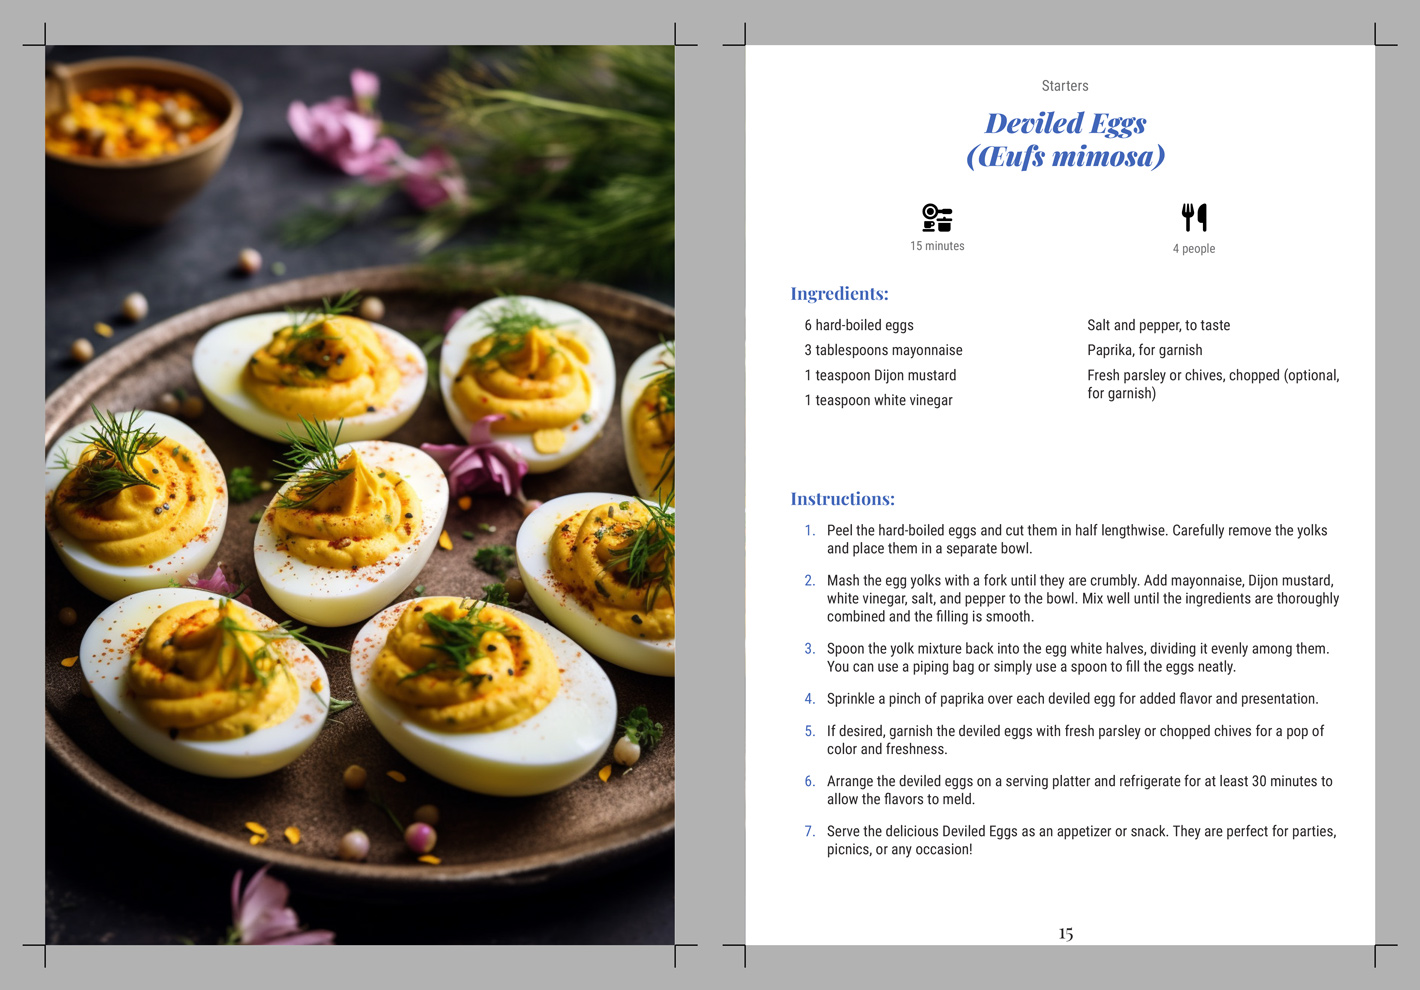 Starters
Deviled Eggs
(Œufs mimosa)
15 minutes
4 people
Ingredients:
6 hard-boiled eggs
3 tablespoons mayonnaise
1 teaspoon Dijon mustard
1 teaspoon white vinegar
Salt and pepper, to taste
Paprika, for garnish
Fresh parsley or chives, chopped (optional,
for garnish)
Instructions:
1. Peel the hard-boiled eggs and cut them in half lengthwise. Carefully remove the yolks
and place them in a separate bowl.
2. Mash the egg yolks with a fork until they are crumbly. Add mayonnaise, Dijon mustard,
white vinegar, salt, and pepper to the bowl. Mix well until the ingredients are thoroughly
combined and the filling is smooth.
3. Spoon the yolk mixture back into the egg white halves, dividing it evenly among them.
You can use a piping bag or simply use a spoon to fill the eggs neatly.
4. Sprinkle a pinch of paprika over each deviled egg for added flavor and presentation.
5. If desired, garnish the deviled eggs with fresh parsley or chopped chives for a pop of
color and freshness.
6. Arrange the deviled eggs on a serving platter and refrigerate for at least 30 minutes to
allow the flavors to meld.
7. Serve the delicious Deviled Eggs as an appetizer or snack. They are perfect for parties,
picnics, or any occasion!
15